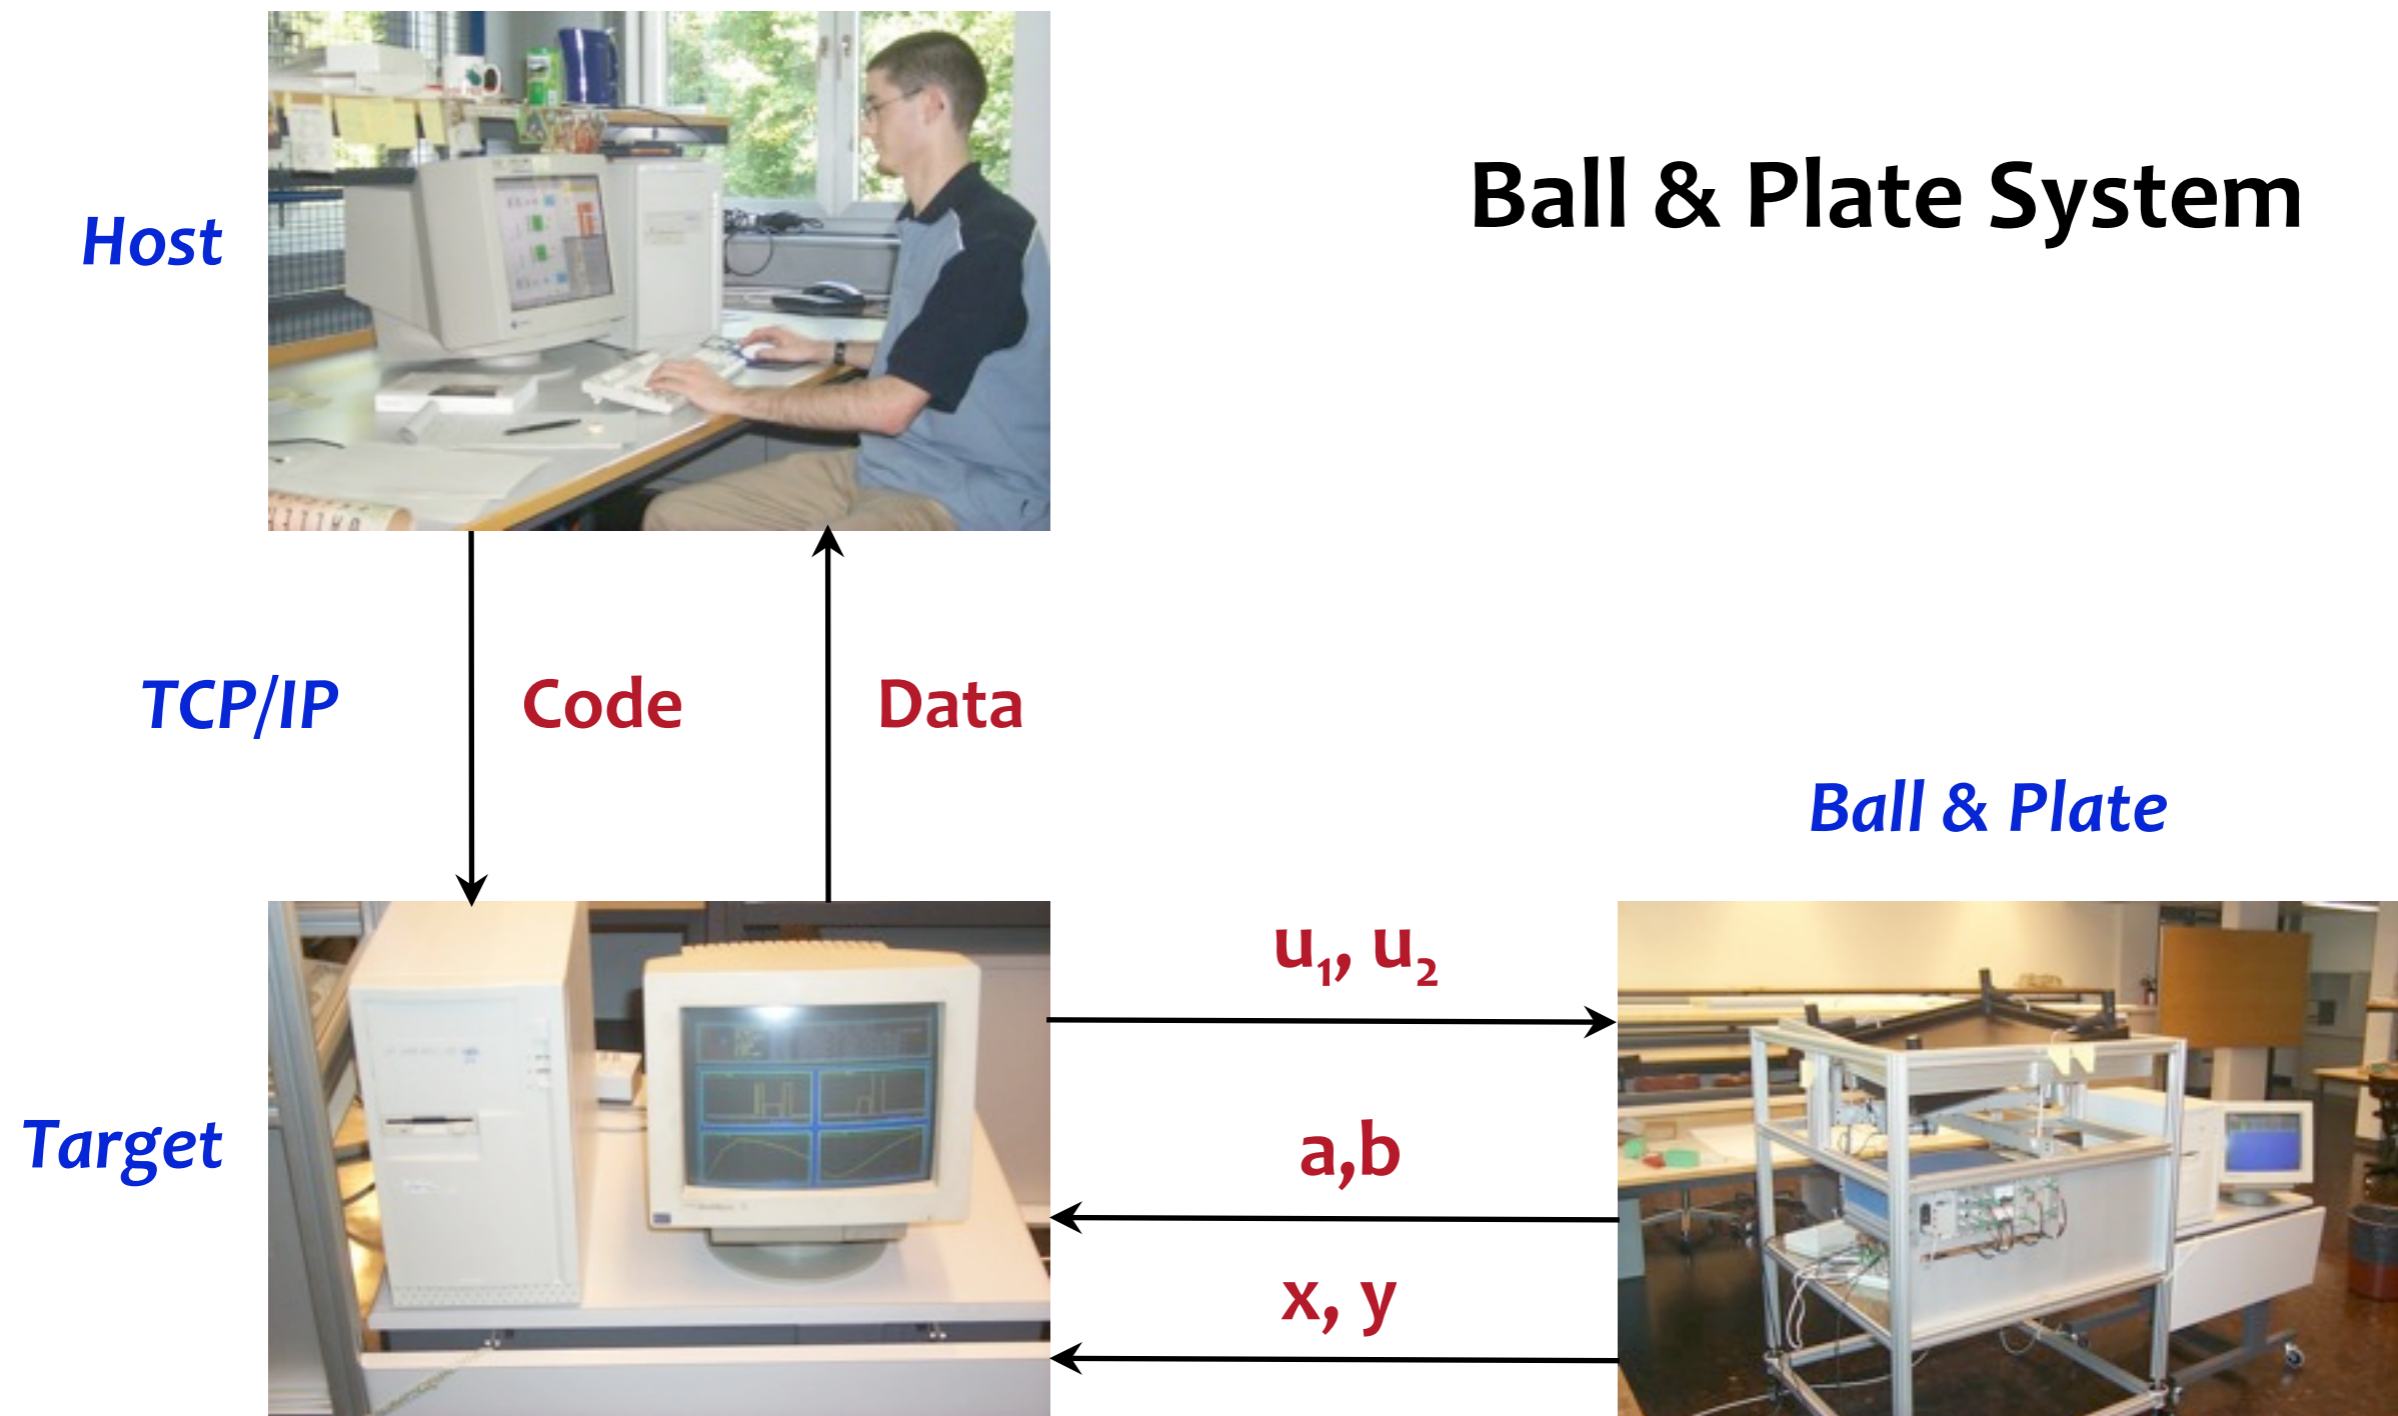 Ball & Plate System
Host
TCP/IP
Code
Data
Ball & Plate
u₁, u₂
a,b
Target
x, y